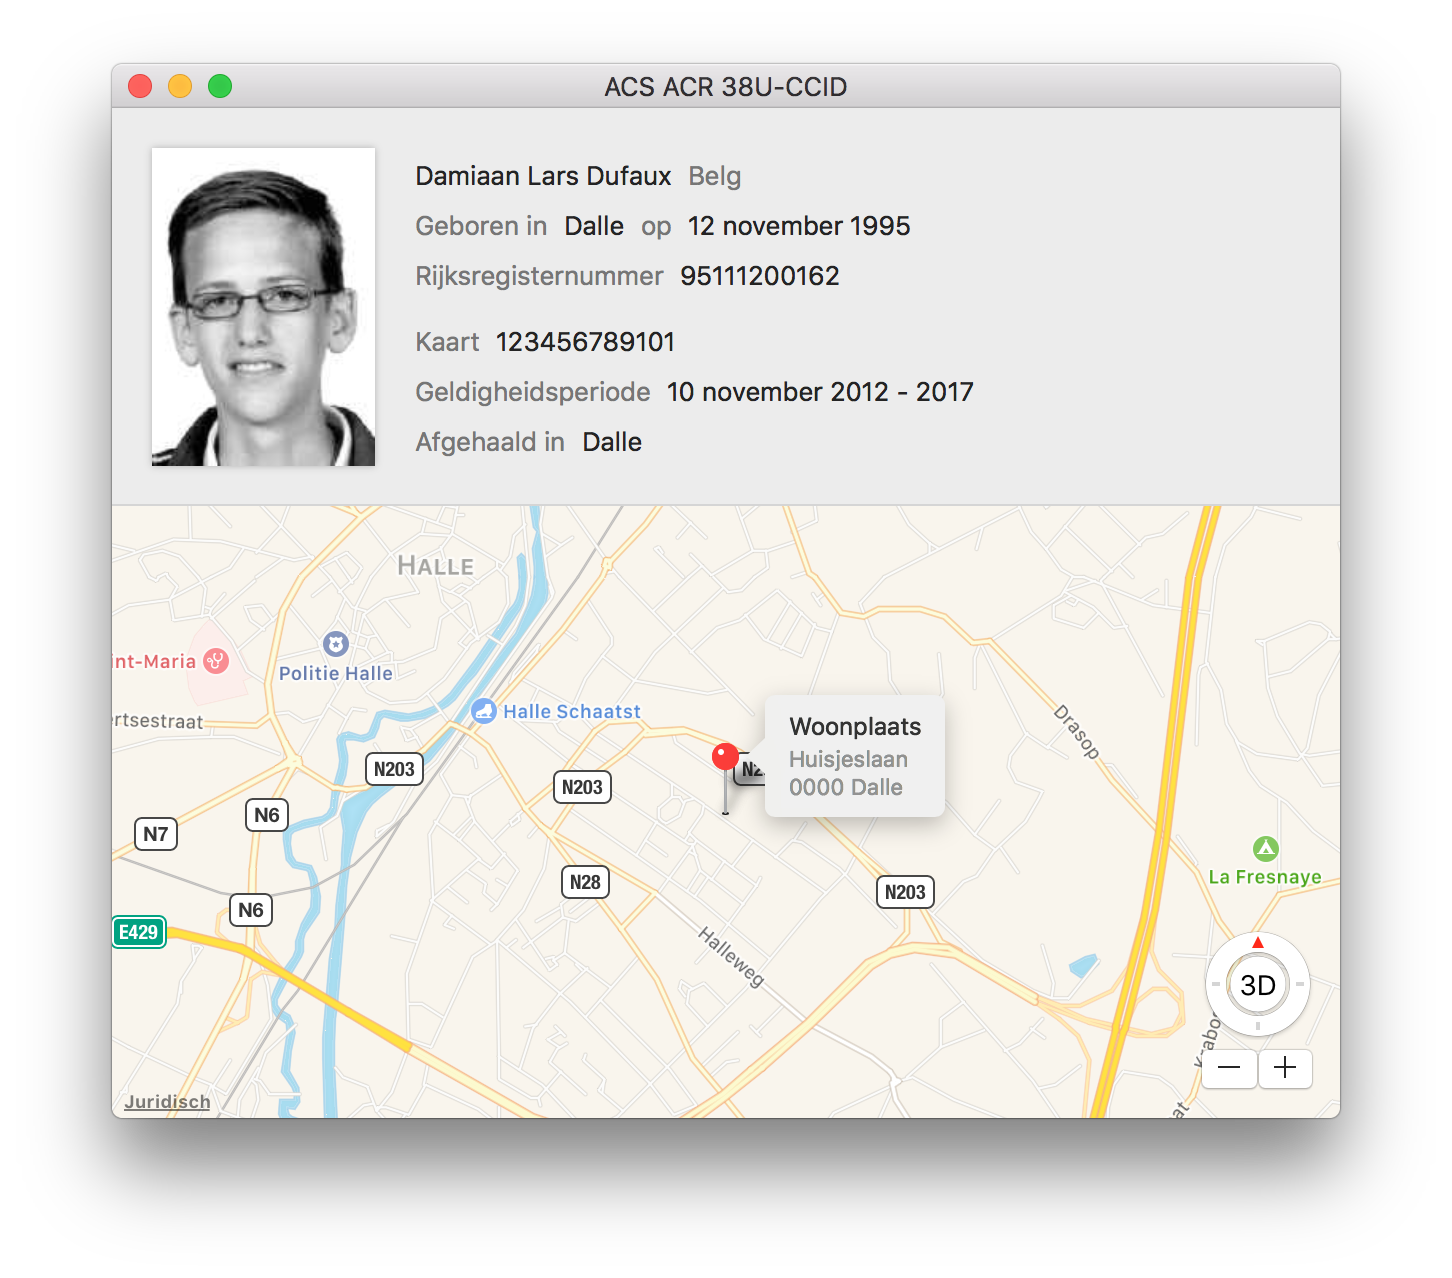 ACS ACR 38U-CCID
Damiaan Lars Dufaux Belg
Geboren in Dalle op 12 november 1995
Rijksregisternummer 95111200162
Kaart 123456789101
Geldigheidsperiode 10 november 2012 - 2017
Afgehaald in Dalle
HALLE
int-Maria
Politie Halle
ertsestraat
Halle Schaatst
Drasop
Woonplaats
Huisjeslaan
0000 Dalle
N203
N203
N2
N6
N7
N28
N203
La Fresnaye
N6
E429
Halleweg
3D
Juridisch